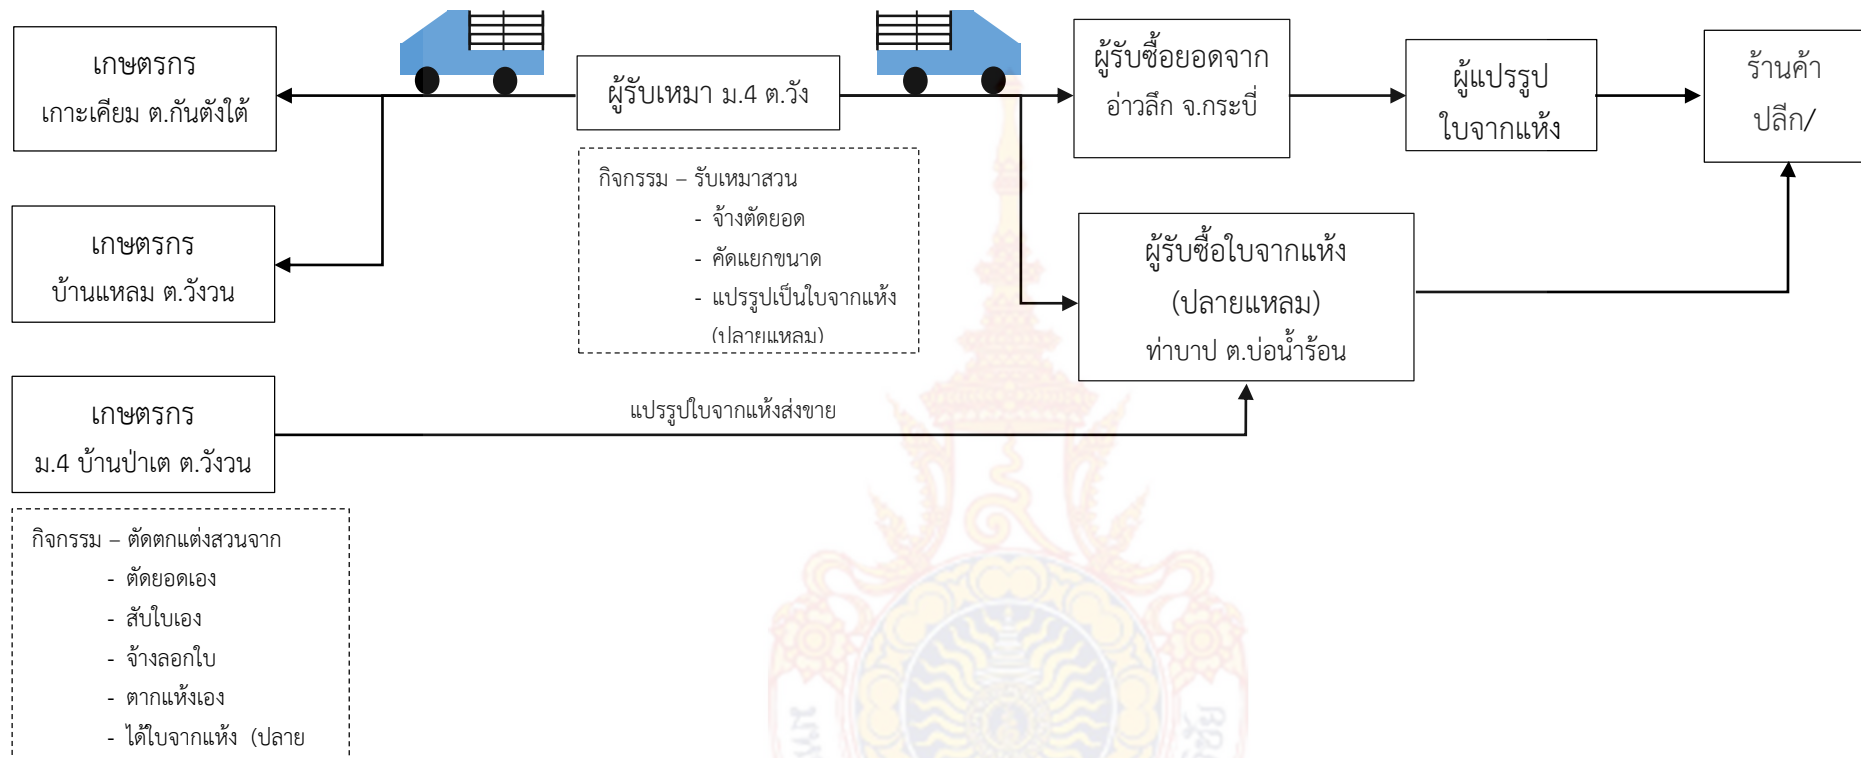 เกษตรกร
เกาะเคียม ต.กันตังใต้
ผู้รับเหมา ม.4 ต.วัง
ผู้รับซื้อยอดจาก
อ่าวลึก จ.กระบี่
ผู้แปรรูป
ใบจากแห้ง
ร้านค้า
ปลีก/
กิจกรรม – รับเหมาสวน
- จ้างตัดยอด
- คัดแยกขนาด
- แปรรูปเป็นใบจากแห้ง
(ปลายแหลม)
เกษตรกร
บ้านแหลม ต.วังวน
ผู้รับซื้อใบจากแห้ง
(ปลายแหลม)
ท่าบาป ต.บ่อน้ำร้อน
เกษตรกร
ม.4 บ้านป่าเต ต.วังวน
แปรรูปใบจากแห้งส่งขาย
กิจกรรม – ตัดตกแต่งสวนจาก
- ตัดยอดเอง
- สับใบเอง
- จ้างลอกใบ
- ตากแห้งเอง
- ได้ใบจากแห้ง (ปลาย